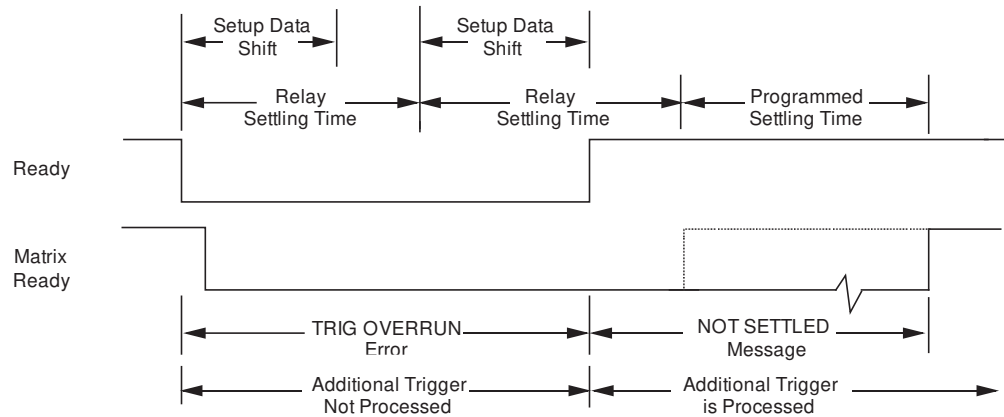 Setup Data
Shift
Setup Data
Shift
Relay
Settling Time
Relay
Settling Time
Programmed
Settling Time
Ready
Matrix
Ready
TRIG OVERRUN
Error
NOT SETTLED
Message
Additional Trigger
Not Processed
Additional Trigger
is Processed